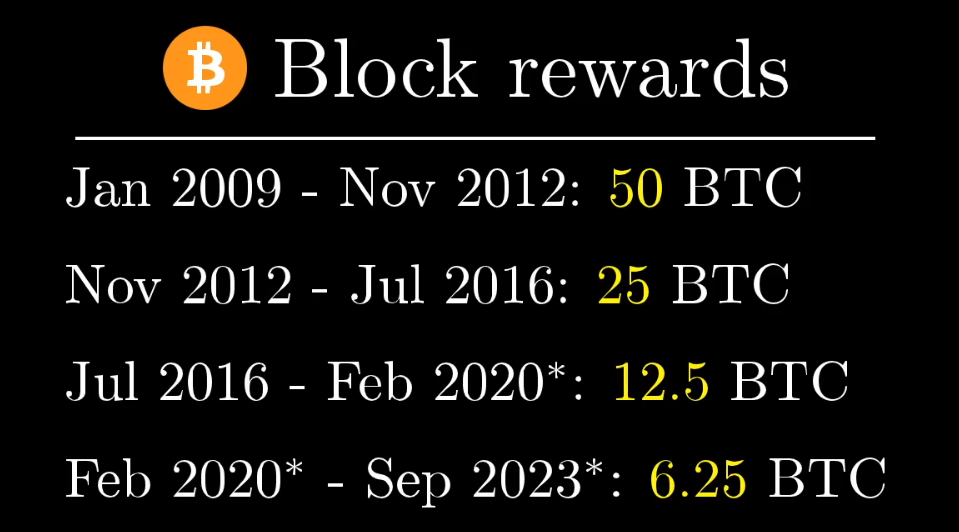 Block rewards
Jan 2009 - Nov 2012: 50 BTC
Nov 2012 - Jul 2016: 25 BTC
Jul 2016 - Feb 2020*: 12.5 BTC
Feb 2020* - Sep 2023*: 6.25 BTC